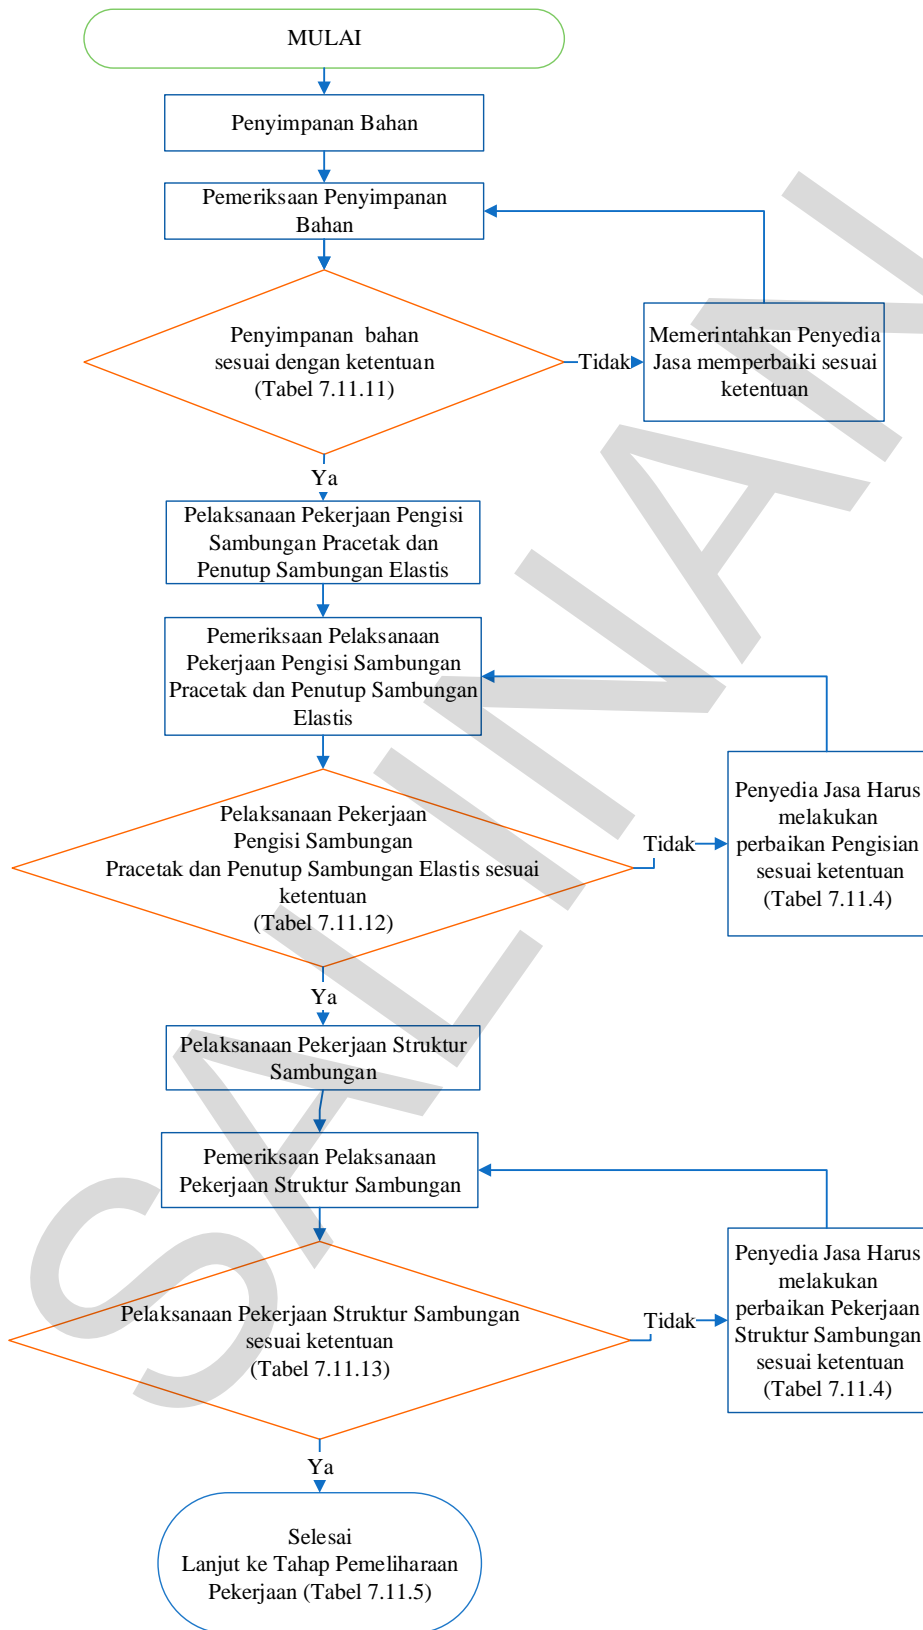 MULAI
Penyimpanan Bahan
Pemeriksaan Penyimpanan
Bahan
Penyimpanan bahan
sesuai dengan ketentuan
(Tabel 7.11.11)
Tidak
Memerintahkan Penyedia
Jasa memperbaiki sesuai
ketentuan
Ya
Pelaksanaan Pekerjaan Pengisi
Sambungan Pracetak dan
Penutup Sambungan Elastis
Pemeriksaan Pelaksanaan
Pekerjaan Pengisi Sambungan
Pracetak dan Penutup Sambungan
Elastis
Pelaksanaan Pekerjaan
Pengisi Sambungan
Pracetak dan Penutup Sambungan Elastis sesuai
ketentuan
(Tabel 7.11.12)
Tidak
Penyedia Jasa Harus
melakukan
perbaikan Pengisian
sesuai ketentuan
(Tabel 7.11.4)
Ya
Pelaksanaan Pekerjaan Struktur
Sambungan
Pemeriksaan Pelaksanaan
Pekerjaan Struktur Sambungan
Pelaksanaan Pekerjaan Struktur Sambungan
sesuai ketentuan
(Tabel 7.11.13)
Tidak
Penyedia Jasa Harus
melakukan
perbaikan Pekerjaan
Struktur Sambungan
sesuai ketentuan
(Tabel 7.11.4)
Ya
Selesai
Lanjut ke Tahap Pemeliharaan
Pekerjaan (Tabel 7.11.5)
SALINAN